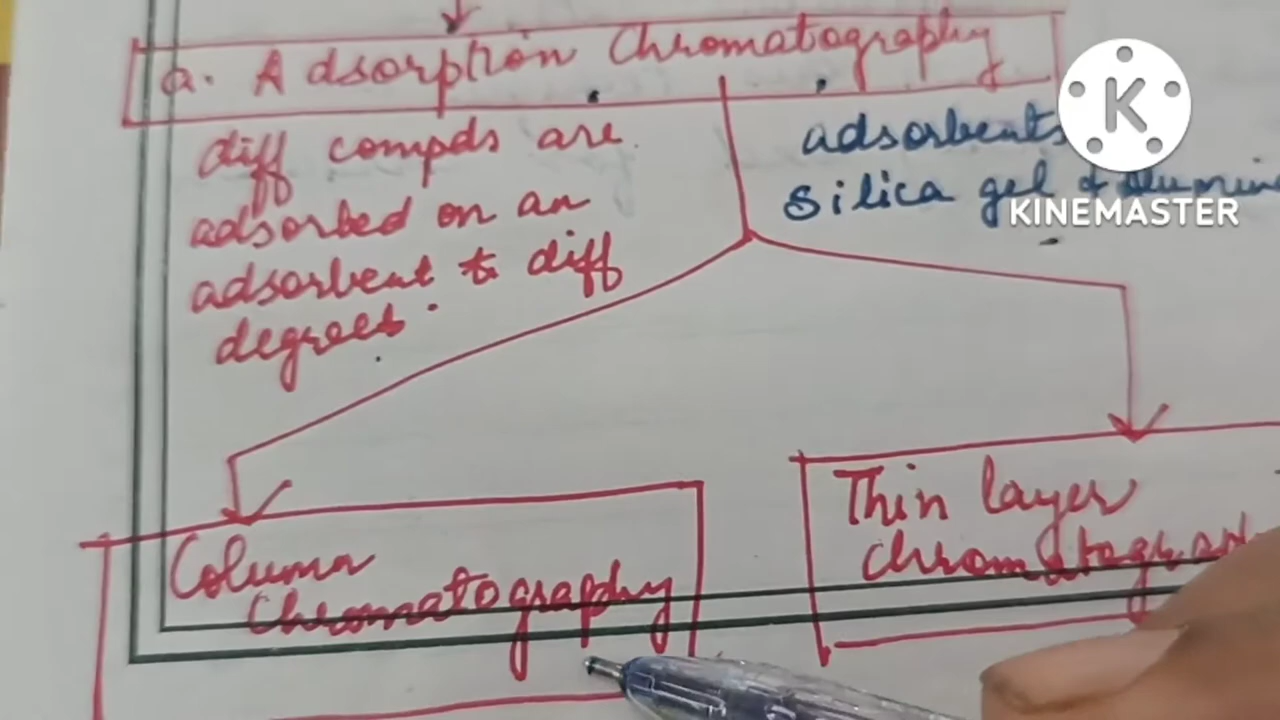 a. Adsorption Chromatography
diff compds are
adsorbed on an
adsorbent to diff
degrees.
adsorbents
silica gel &
K
KINEMASTER
Column
Chromatography
Thin layer